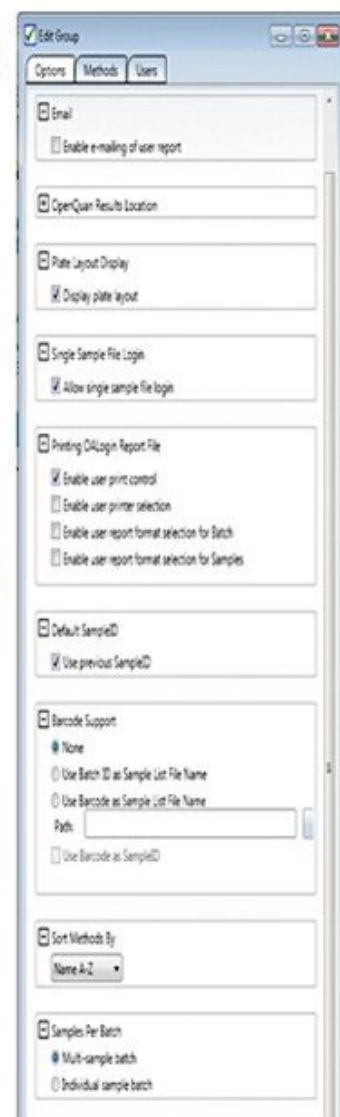 Edit Group
Options Methods Users
Email
Enable e-mailing of user report
OpenQuan Results Location
Plate Layout Display
Display plate layout
Single Sample File Login
Allow single sample file login
Printing OALogin Report File
Enable user print control
Enable user printer selection
Enable user report format selection for Batch
Enable user report format selection for Samples
Default SampleID
Use previous SampleID
Barcode Support
None
Use Batch ID as Sample List File Name
Use Barcode as Sample List File Name
Path
Use Barcode as SampleID
Sort Methods By
Name A-Z
Samples Per Batch
Multi-sample batch
Individual sample batch